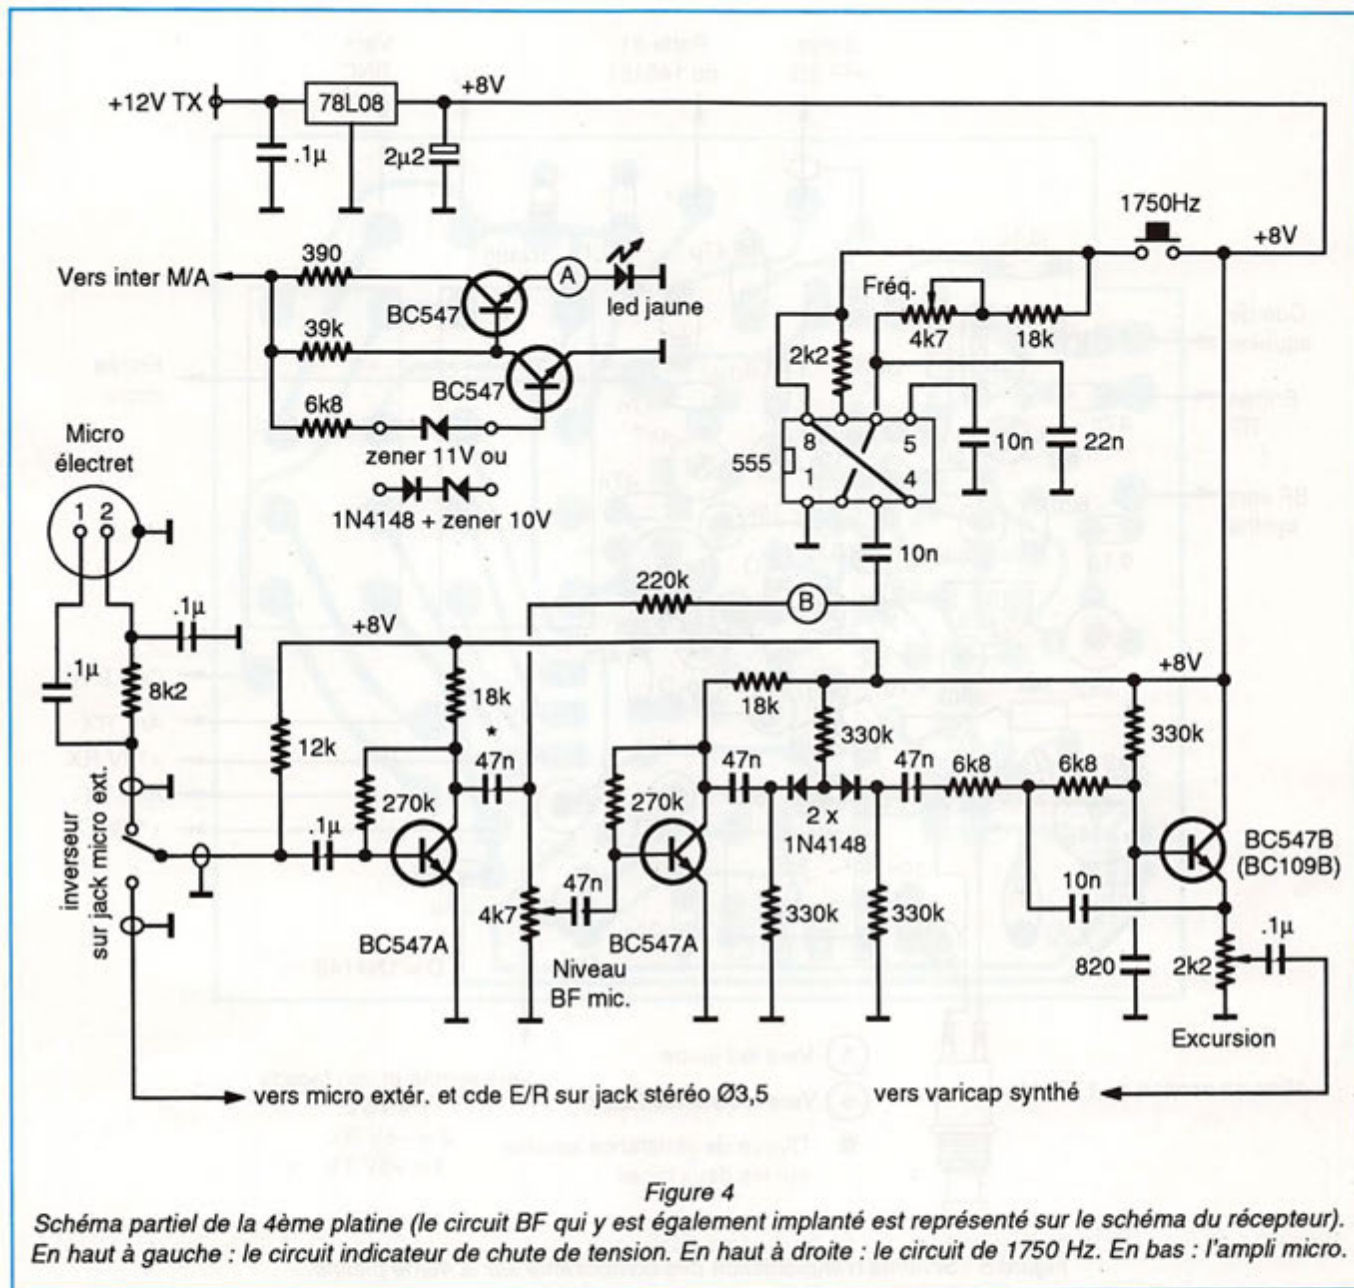 +12V TX
78L08
+8V
.1µ
2µ2
1750Hz
+8V
390
Vers inter M/A
A
led jaune
BC547
Fréq.
4k7
18k
39k
2k2
BC547
6k8
zener 11V ou
1N4148 + zener 10V
Micro
électret
1 2
555
8
5
1
4
10n
22n
10n
220k
B
.1µ
+8V
.1µ
8k2
18k
*
+8V
18k
12k
47n
330k
330k
270k
270k
47n
47n
6k8
6k8
2 x
1N4148
.1µ
BC547B
(BC109B)
inverseur
sur jack micro ext.
47n
10n
4k7
330k
330k
BC547A
BC547A
.1µ
Niveau
BF mic.
820
2k2
Excursion
vers micro extér. et cde E/R sur jack stéréo Ø3,5
vers varicap synthé
Figure 4
Schéma partiel de la 4ème platine (le circuit BF qui y est également implanté est représenté sur le schéma du récepteur).
En haut à gauche : le circuit indicateur de chute de tension. En haut à droite : le circuit de 1750 Hz. En bas : l'ampli micro.